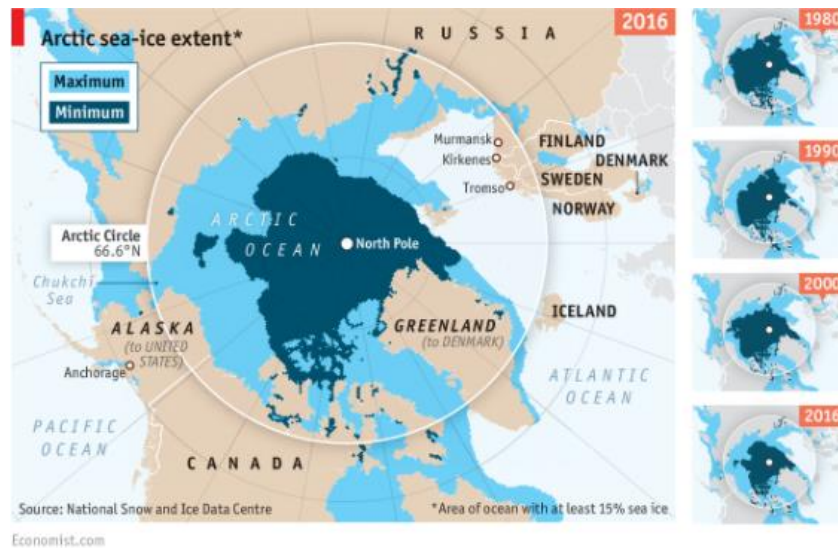 Arctic sea-ice extent*
2016
Maximum
Minimum
RUSSIA
Murmansk
Kirkenes
Tromso
FINLAND
DENMARK
SWEDEN
NORWAY
ARCTIC
OCEAN
North Pole
Arctic Circle
66.6°N
Chukchi
Sea
ALASKA
(to UNITED
STATES)
Anchorage
GREENLAND
(to DENMARK)
ICELAND
ATLANTIC
OCEAN
PACIFIC
OCEAN
CANADA
Source: National Snow and Ice Data Centre
*Area of ocean with at least 15% sea ice
1980
1990
2000
2016
Economist.com